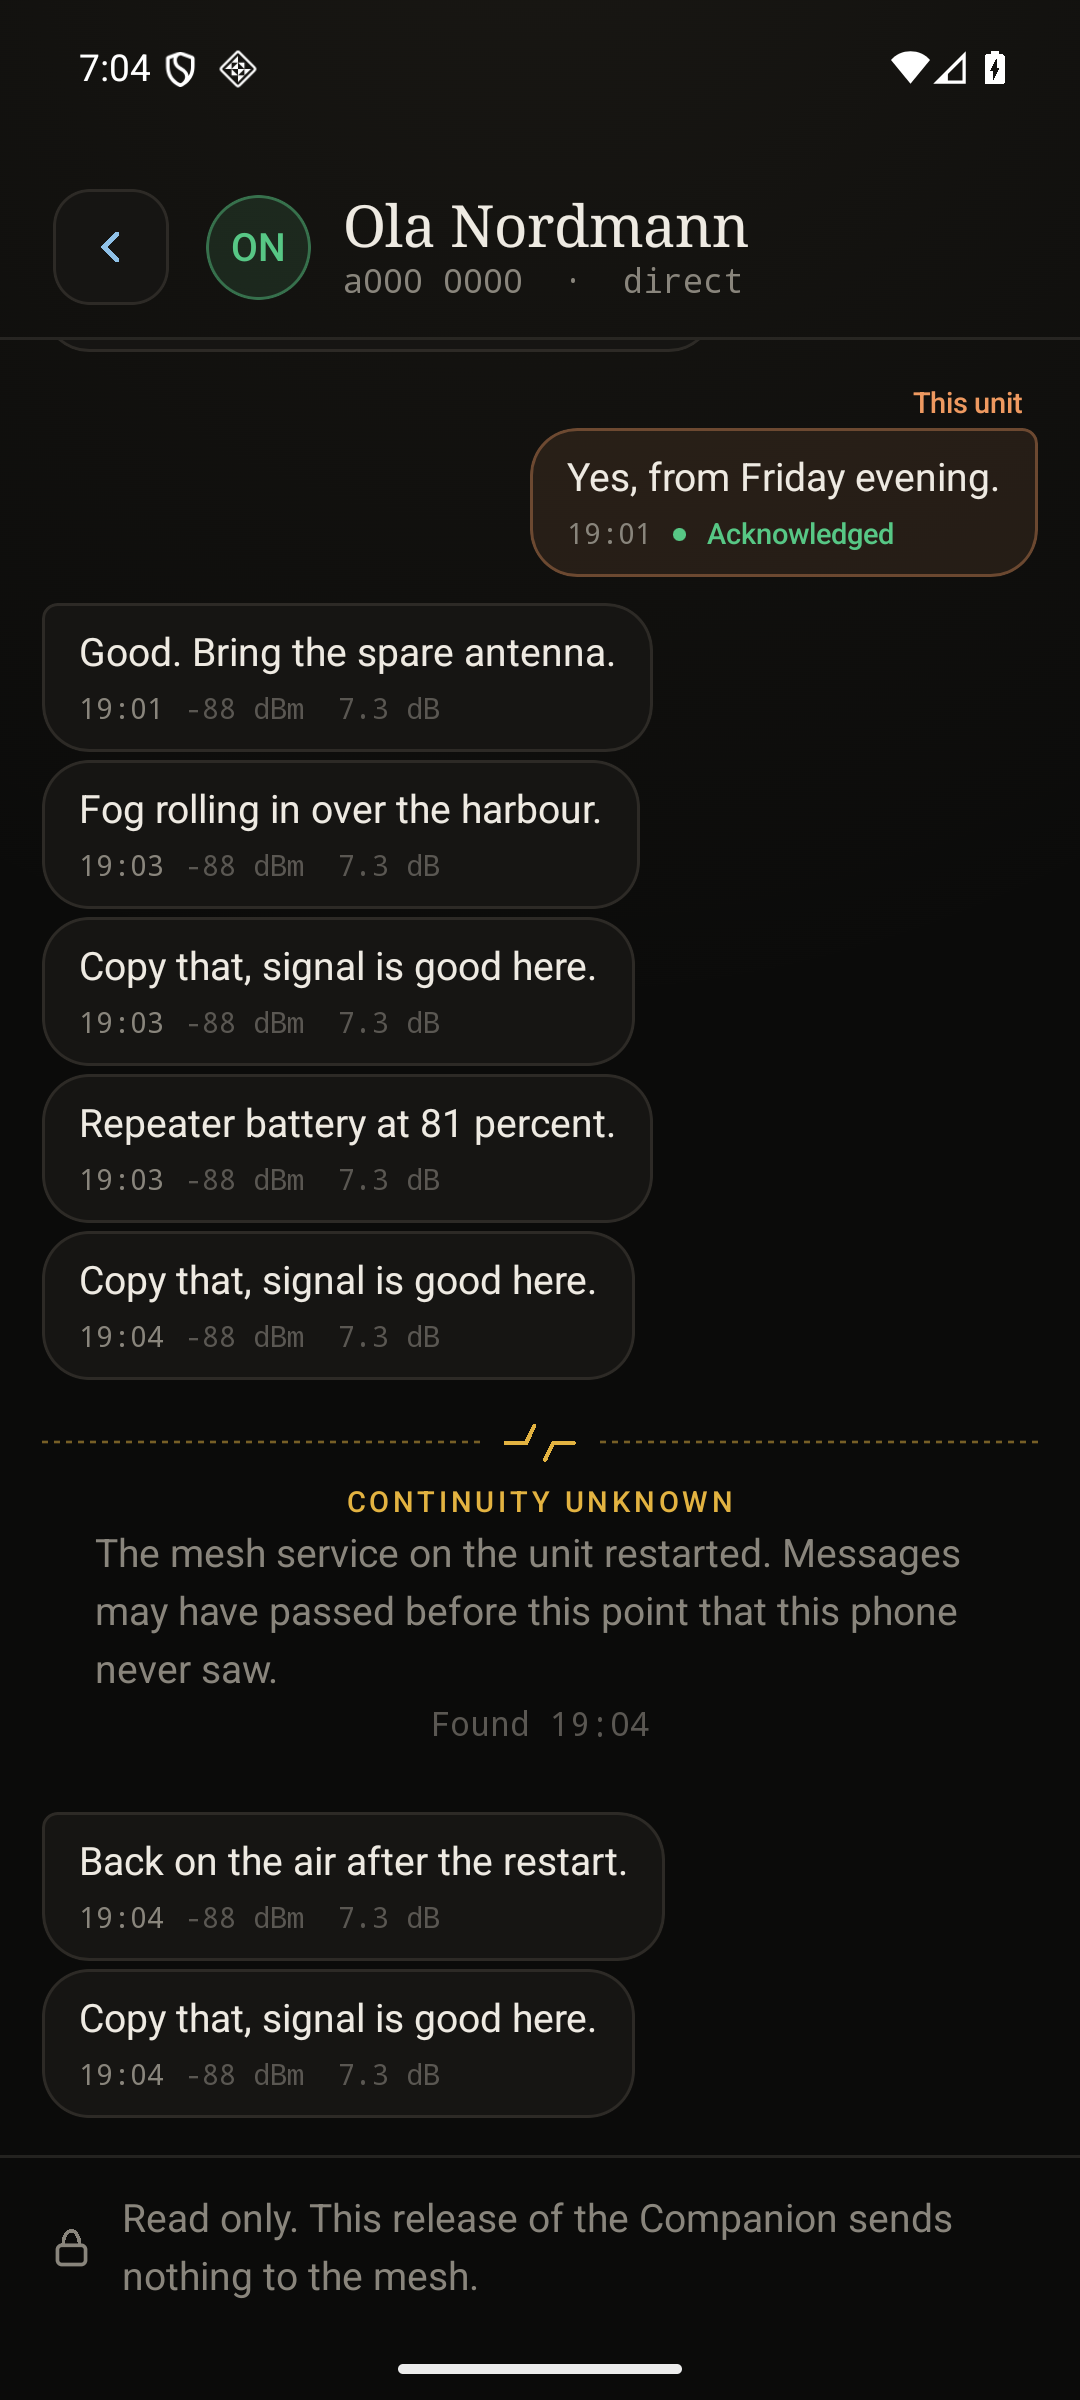 7:04
ON
Ola Nordmann
a000 0000 · direct
This unit
Yes, from Friday evening.
19:01 Acknowledged
Good. Bring the spare antenna.
19:01 -88 dBm 7.3 dB
Fog rolling in over the harbour.
19:03 -88 dBm 7.3 dB
Copy that, signal is good here.
19:03 -88 dBm 7.3 dB
Repeater battery at 81 percent.
19:03 -88 dBm 7.3 dB
Copy that, signal is good here.
19:04 -88 dBm 7.3 dB
CONTINUITY UNKNOWN
The mesh service on the unit restarted. Messages
may have passed before this point that this phone
never saw.
Found 19:04
Back on the air after the restart.
19:04 -88 dBm 7.3 dB
Copy that, signal is good here.
19:04 -88 dBm 7.3 dB
Read only. This release of the Companion sends
nothing to the mesh.